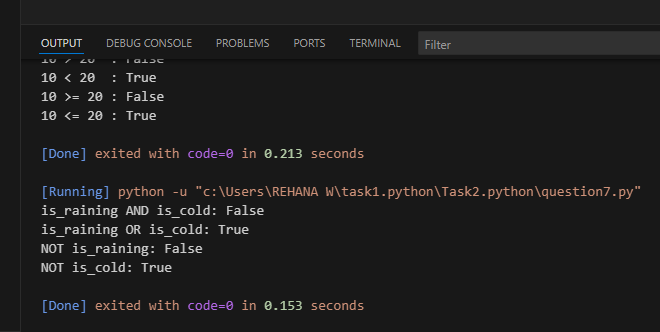 OUTPUT DEBUG CONSOLE PROBLEMS PORTS TERMINAL Filter
10 > 20  : False
10 < 20  : True
10 >= 20 : False
10 <= 20 : True
[Done] exited with code=0 in 0.213 seconds
[Running] python -u "c:\Users\REHANA W\task1.python\Task2.python\question7.py"
is_raining AND is_cold: False
is_raining OR is_cold: True
NOT is_raining: False
NOT is_cold: True
[Done] exited with code=0 in 0.153 seconds